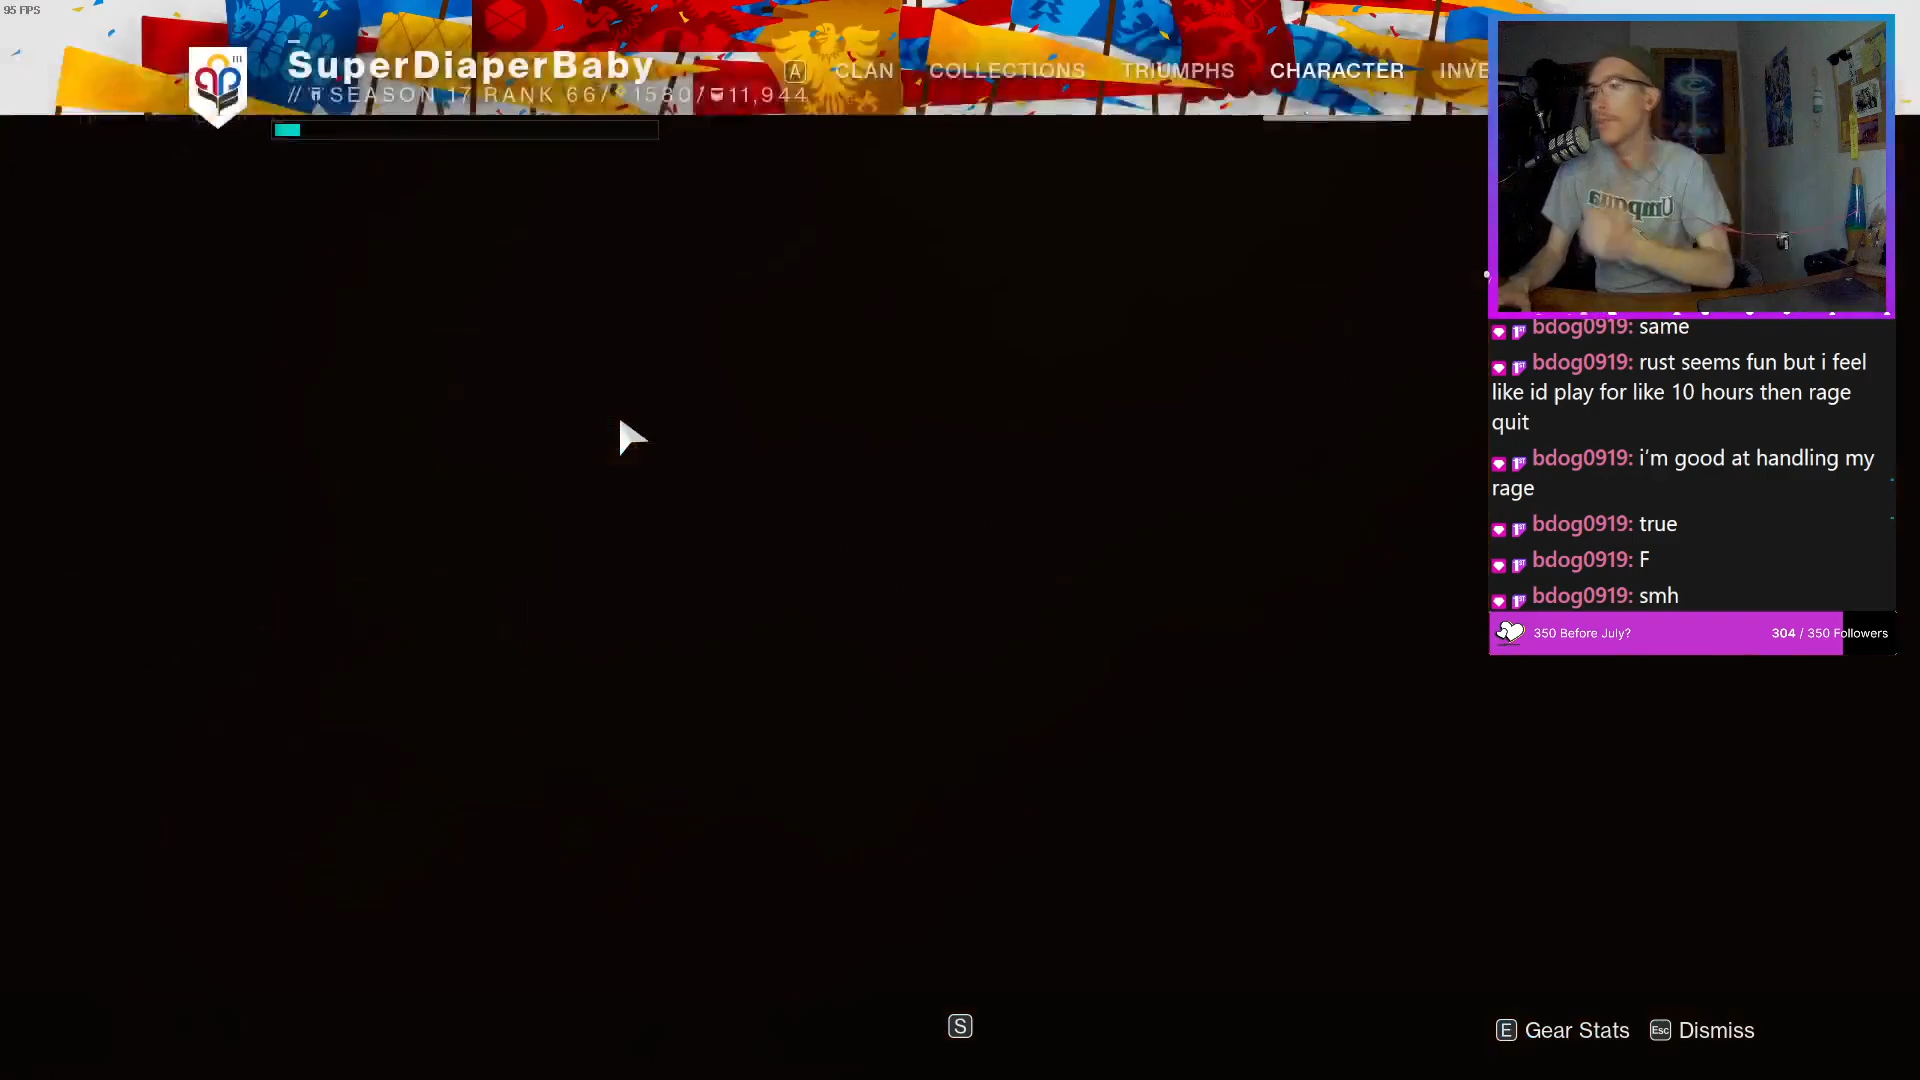 95 FPS
SuperDiaperBaby
// SEASON 17 RANK 66/ 1580/ 11,944
A CLAN COLLECTIONS TRIUMPHS CHARACTER INVE
Umpqua
bdog0919: same
bdog0919: rust seems fun but i feel
like id play for like 10 hours then rage
quit
bdog0919: i'm good at handling my
rage
bdog0919: true
bdog0919: F
bdog0919: smh
350 Before July? 304 / 350 Followers
S
E Gear Stats Esc Dismiss